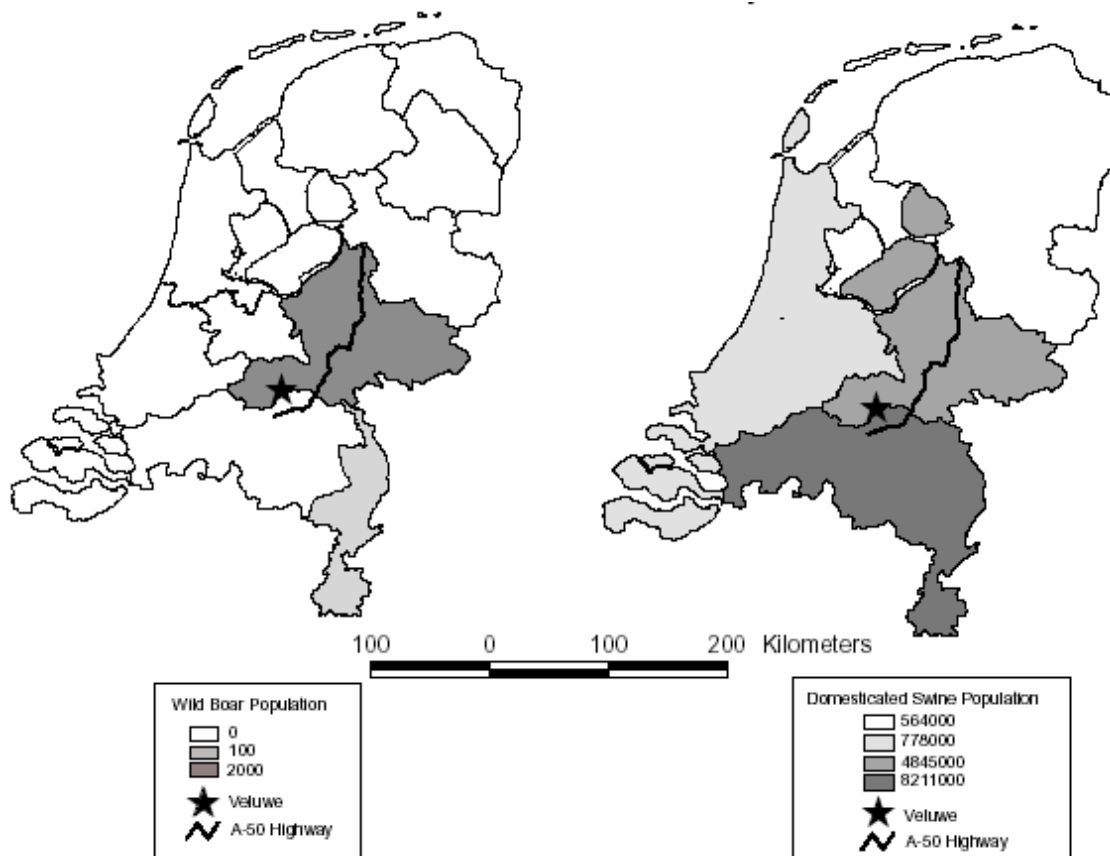 100 0 100 200 Kilometers
Wild Boar Population
0
100
2000
Veluwe
A-50 Highway
Domesticated Swine Population
564000
778000
4845000
8211000
Veluwe
A-50 Highway